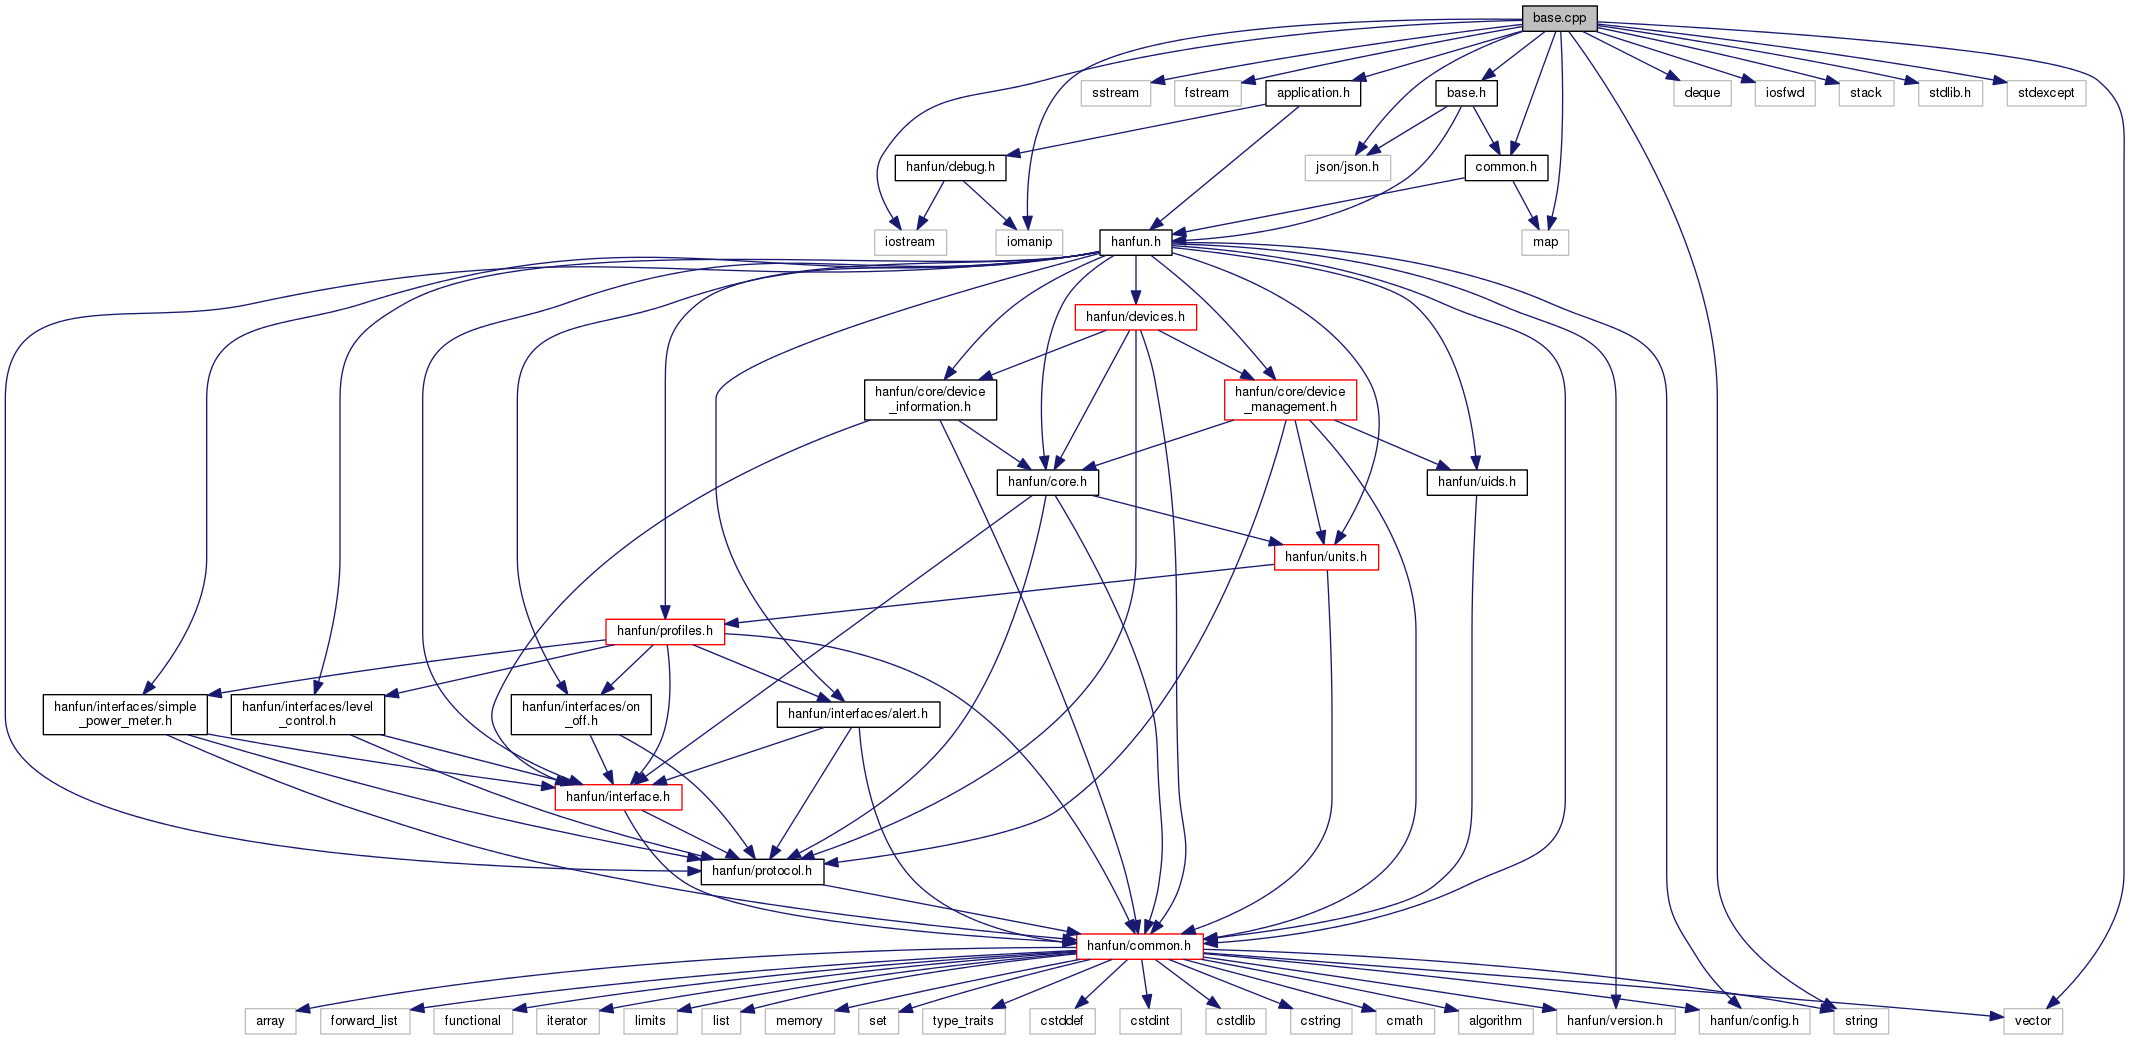 base.cpp
sstream
fstream
application.h
base.h
deque
iosfwd
stack
stdlib.h
stdexcept
hanfun/debug.h
json/json.h
common.h
iostream
iomanip
hanfun.h
map
hanfun/devices.h
hanfun/core/device
_information.h
hanfun/core/device
_management.h
hanfun/core.h
hanfun/uids.h
hanfun/units.h
hanfun/profiles.h
hanfun/interfaces/simple
_power_meter.h
hanfun/interfaces/level
_control.h
hanfun/interfaces/on
_off.h
hanfun/interfaces/alert.h
hanfun/interface.h
hanfun/protocol.h
hanfun/common.h
array
forward_list
functional
iterator
limits
list
memory
set
type_traits
cstddef
cstdint
cstdlib
cstring
cmath
algorithm
hanfun/version.h
hanfun/config.h
string
vector